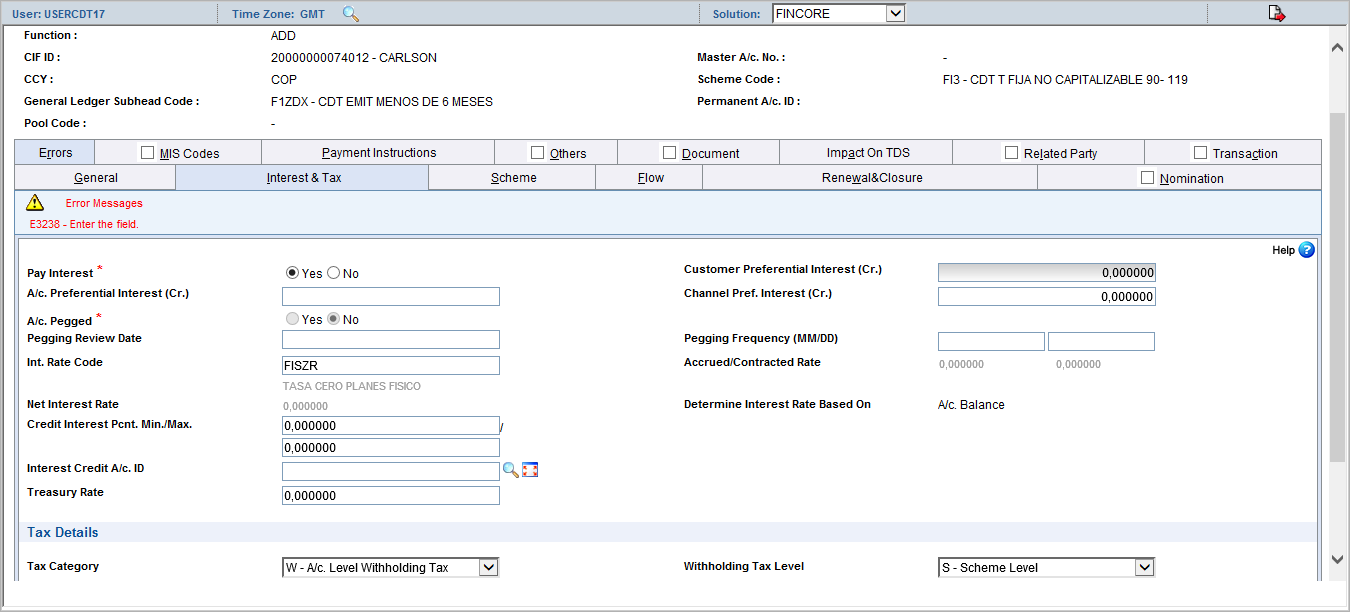 User: USERCDT17 Time Zone: GMT Solution: FINCORE
Function : ADD
CIF ID : 20000000074012 - CARLSON Master A/c. No. : -
CCY : COP Scheme Code : FI3 - CDT T FIJA NO CAPITALIZABLE 90- 119
General Ledger Subhead Code : F1ZDX - CDT EMIT MENOS DE 6 MESES Permanent A/c. ID :
Pool Code : -
Errors MIS Codes Payment Instructions Others Document Impact On TDS Related Party Transaction
General Interest & Tax Scheme Flow Renewal&Closure Nomination
Error Messages
E3238 - Enter the field.
Help ?
Pay Interest * Yes No Customer Preferential Interest (Cr.) 0,000000
A/c. Preferential Interest (Cr.) Channel Pref. Interest (Cr.) 0,000000
A/c. Pegged * Yes No
Pegging Review Date Pegging Frequency (MM/DD)
Int. Rate Code FISZR Accrued/Contracted Rate 0,000000 0,000000
TASA CERO PLANES FISICO
Net Interest Rate 0,000000 Determine Interest Rate Based On A/c. Balance
Credit Interest Pcnt. Min./Max. 0,000000 /
0,000000
Interest Credit A/c. ID
Treasury Rate 0,000000
Tax Details
Tax Category W - A/c. Level Withholding Tax Withholding Tax Level S - Scheme Level